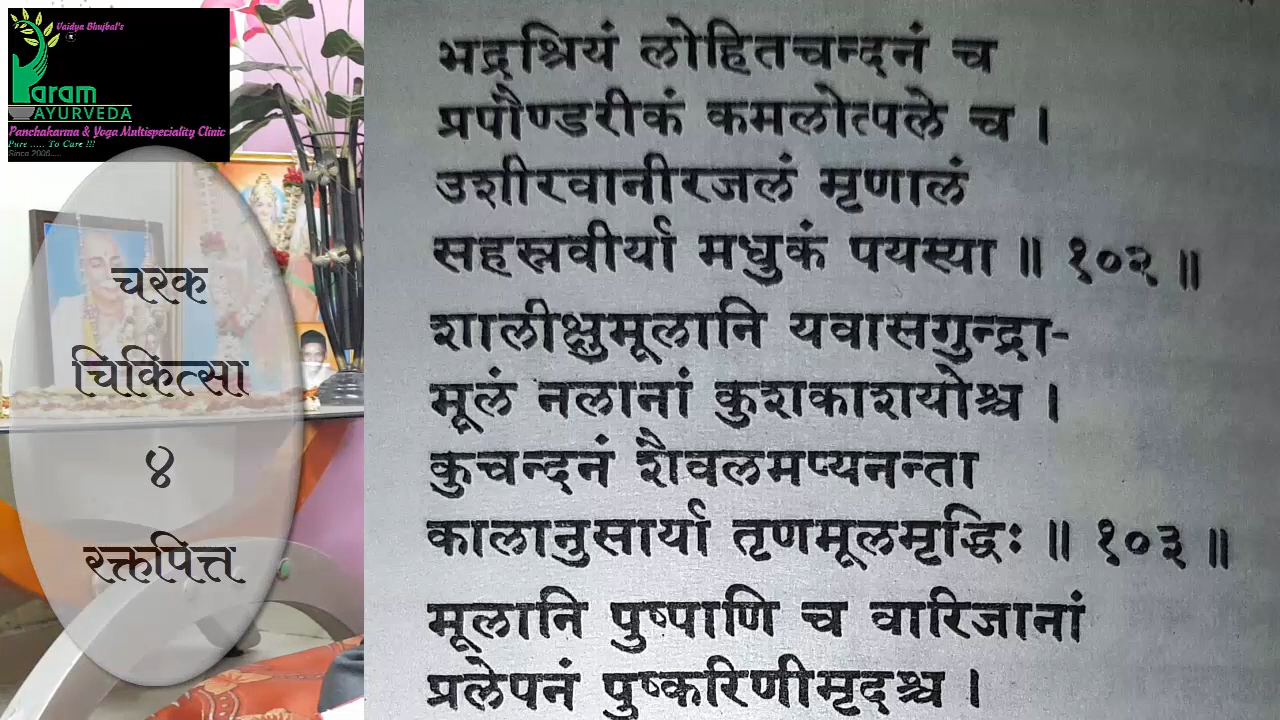 Vaidya Bhujbal's
Param
AYURVEDA
Panchakarma & Yoga Multispeciality Clinic
Pure ..... To Cure !!!
Since 2006.....
चरक
चिकित्सा
४
रक्तपित्त
भद्रश्रियं लोहितचन्दनं च
प्रपौण्डरीकं कमलोत्पले च ।
उशीरवानीरजलं मृणालं
सहस्रवीर्या मधुकं पयस्या ॥ १०२ ॥
शालीक्षुमूलानि यवासगुन्द्रा-
मूलं नलानां कुशकाशयोश्च ।
कुचन्दनं शैवलमप्यनन्ता
कालानुसार्या तृणमूलमृद्धिः ॥ १०३ ॥
मूलानि पुष्पाणि च वारिजानां
प्रलेपनं पुष्करिणीमृदश्च ।